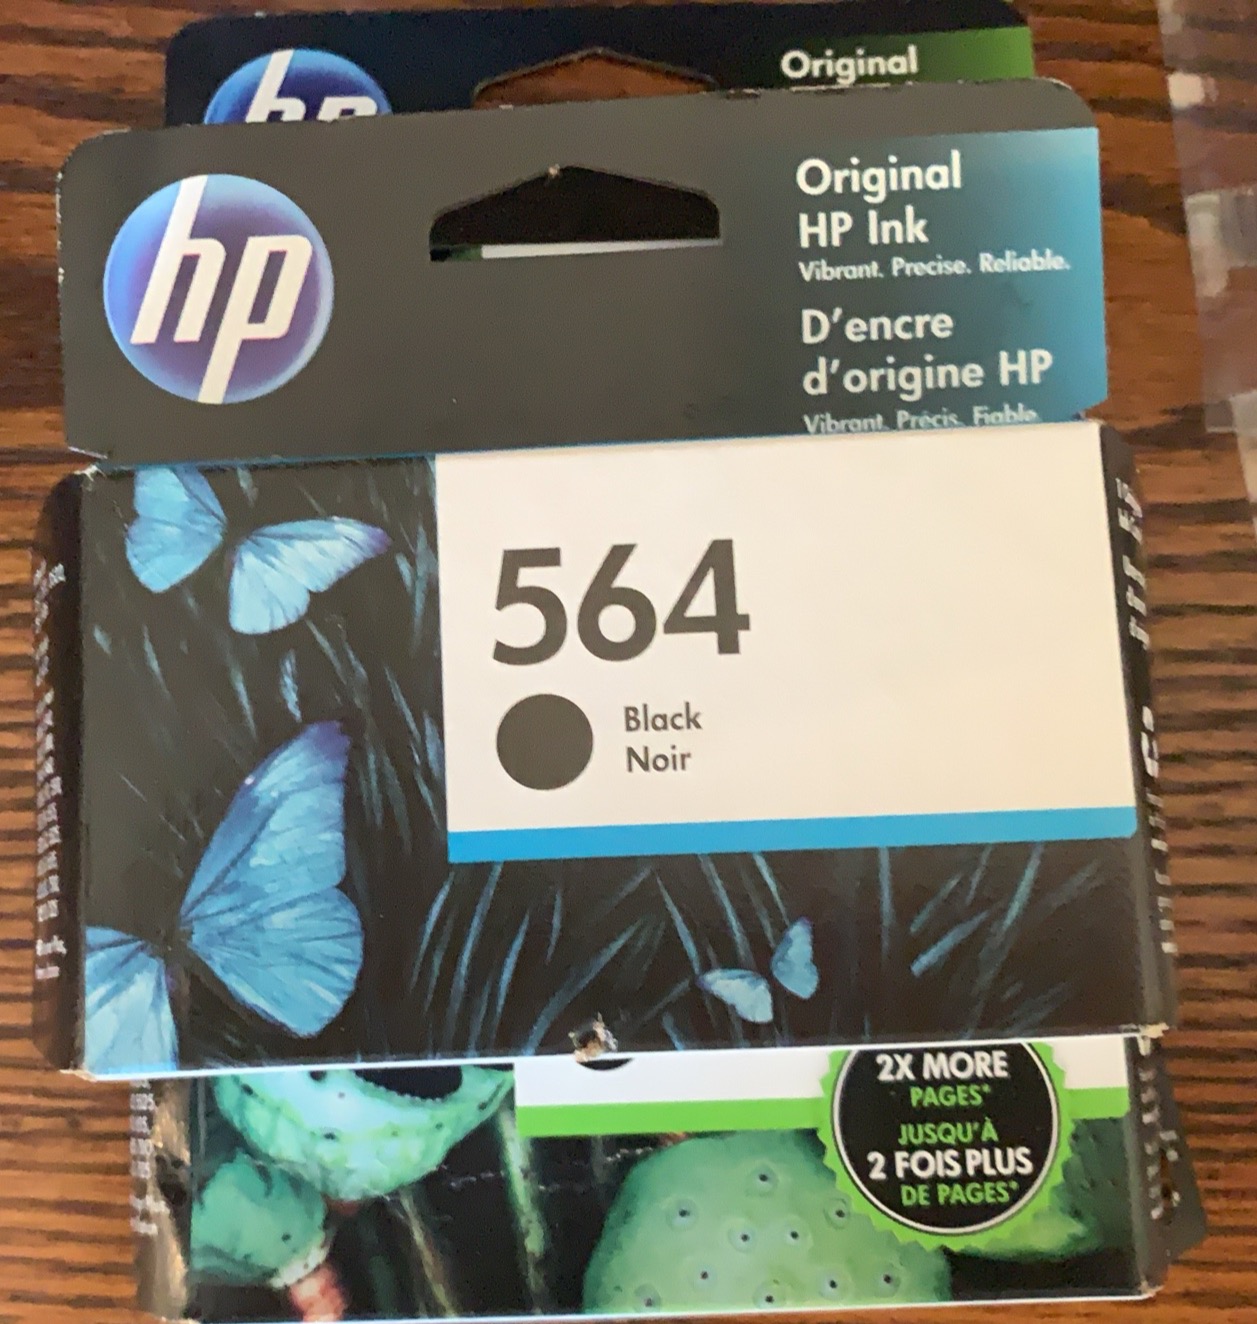 hp
Original
hp
Original
HP Ink
Vibrant. Precise. Reliable.
D'encre
d'origine HP
Vibrant. Précis. Fiable.
564
Black
Noir
2X MORE
PAGES*
JUSQU'À
2 FOIS PLUS
DE PAGES*